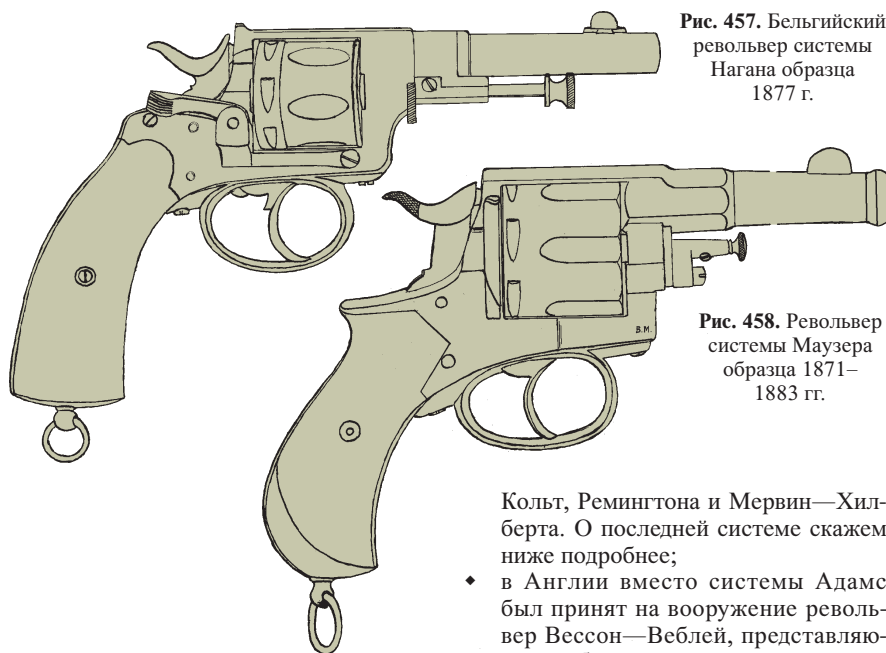 Рис. 457. Бельгийский
револьвер системы
Нагана образца
1877 г.
В.М.
Рис. 458. Револьвер
системы Маузера
образца 1871–
1883 гг.
Кольт, Ремингтона и Мервин—Хил-
берта. О последней системе скажем
ниже подробнее;
◆ в Англии вместо системы Адамс
был принят на вооружение револь-
вер Вессон—Веблей, представляю-